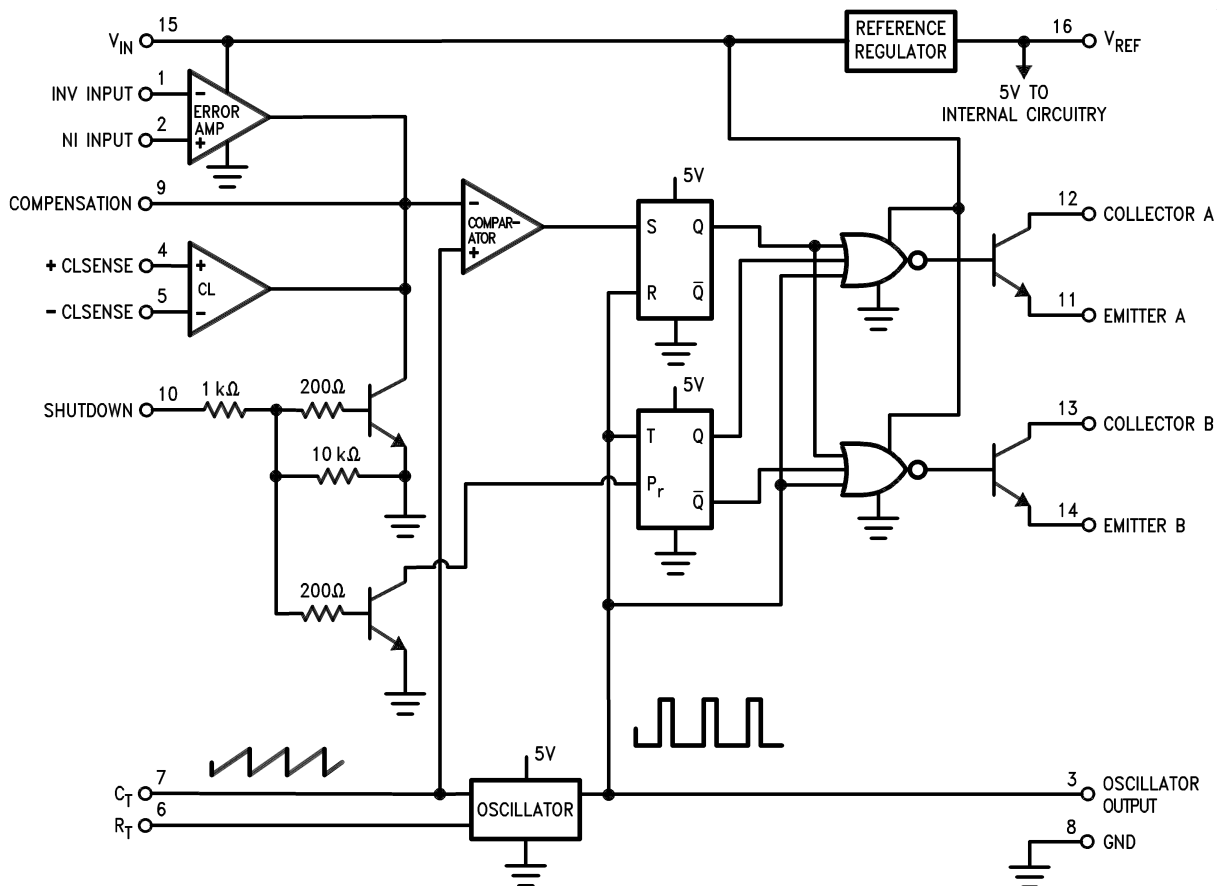 15
V_IN
REFERENCE
REGULATOR
16
V_REF
1
INV INPUT
-
ERROR
AMP
+
2
NI INPUT
5V TO
INTERNAL CIRCUITRY
9
COMPENSATION
-
COMPAR-
ATOR
+
5V
S Q
R Q̅
12
COLLECTOR A
11
EMITTER A
4
+ CLSENSE
+
CL
-
5
- CLSENSE
10
SHUTDOWN
1 kΩ
200Ω
10 kΩ
200Ω
5V
T Q
Pr Q̅
13
COLLECTOR B
14
EMITTER B
7
C_T
6
R_T
5V
OSCILLATOR
3
OSCILLATOR
OUTPUT
8
GND